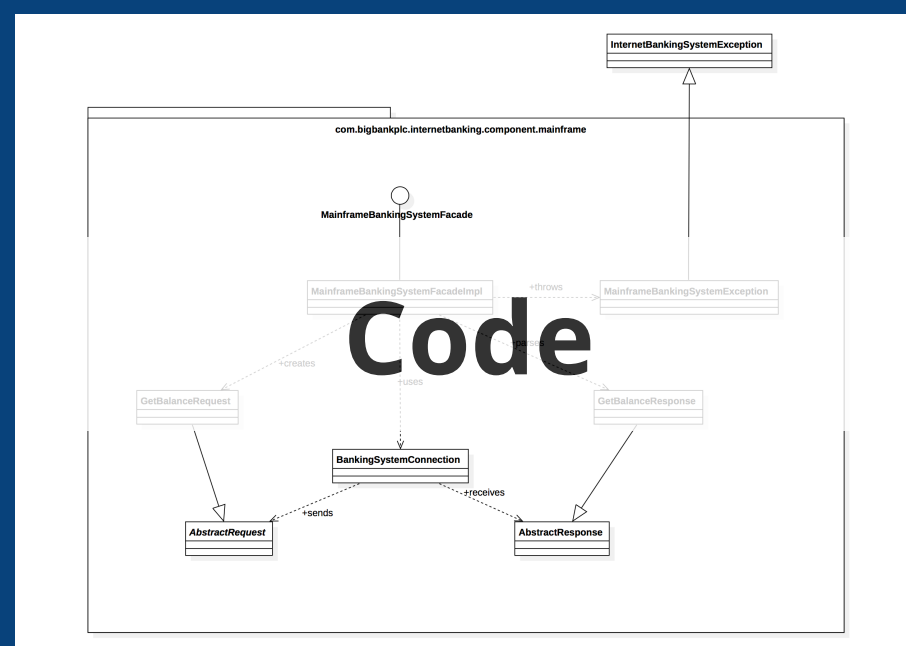 InternetBankingSystemException
com.bigbankplc.internetbanking.component.mainframe
MainframeBankingSystemFacade
MainframeBankingSystemFacadeImpl
+throws
MainframeBankingSystemException
Code
+parses
+creates
+uses
GetBalanceRequest
GetBalanceResponse
BankingSystemConnection
+receives
+sends
AbstractRequest
AbstractResponse